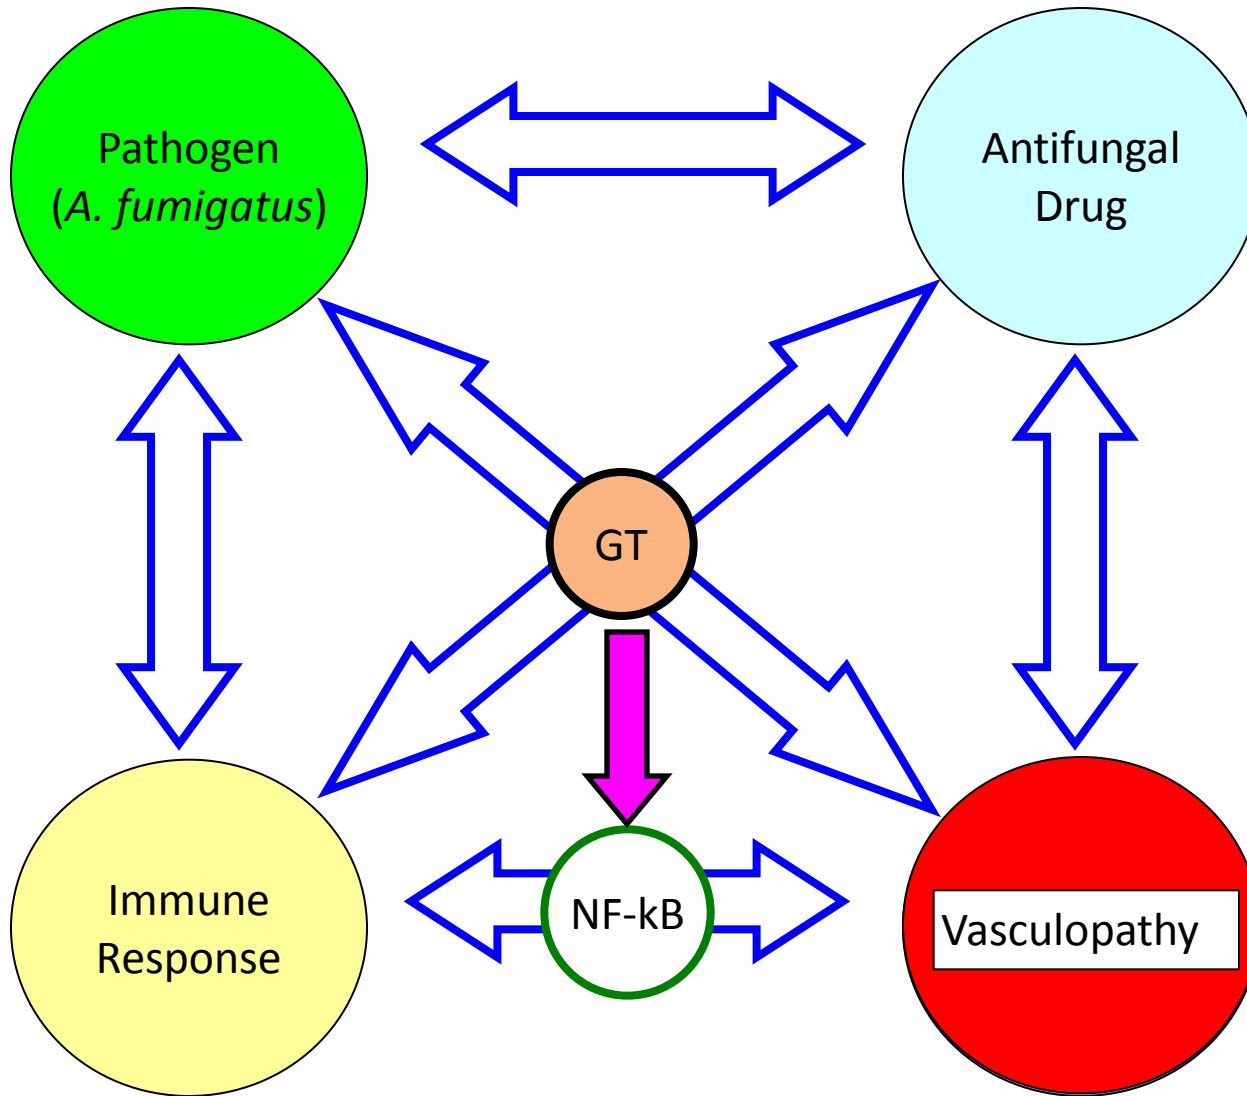 Pathogen
(A. fumigatus)
Antifungal
Drug
GT
Immune
Response
NF-kB
Vasculopathy